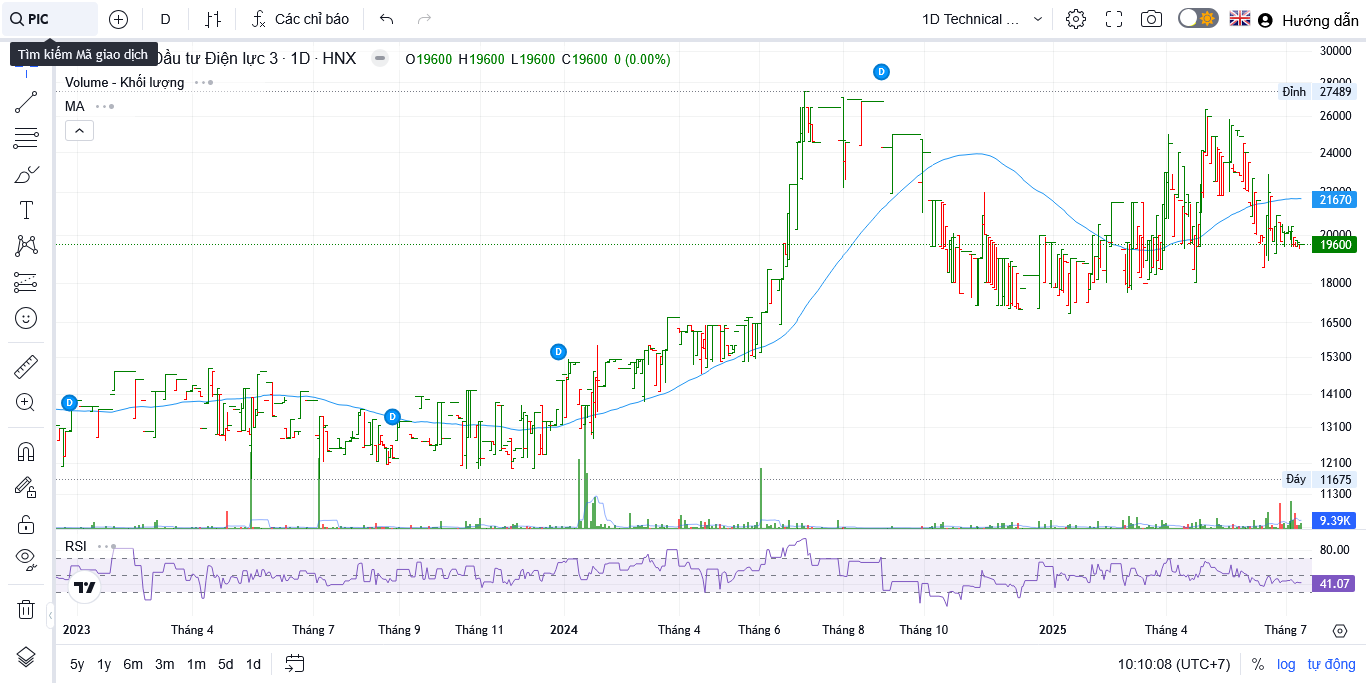 PIC
D
Các chỉ báo
1D Technical ...
Hướng dẫn
Tìm kiếm Mã giao dịch
Đầu tư Điện lực 3 · 1D · HNX
O19600 H19600 L19600 C19600 0 (0.00%)
Volume - Khối lượng
MA
D
D
D
D
30000
28000
Đỉnh 27489
26000
24000
22000
21670
20000
19600
18000
16500
15300
14100
13100
12100
Đáy 11675
11300
9.39K
RSI
80.00
41.07
2023 Tháng 4 Tháng 7 Tháng 9 Tháng 11 2024 Tháng 4 Tháng 6 Tháng 8 Tháng 10 2025 Tháng 4 Tháng 7
5y 1y 6m 3m 1m 5d 1d
10:10:08 (UTC+7) % log tự động